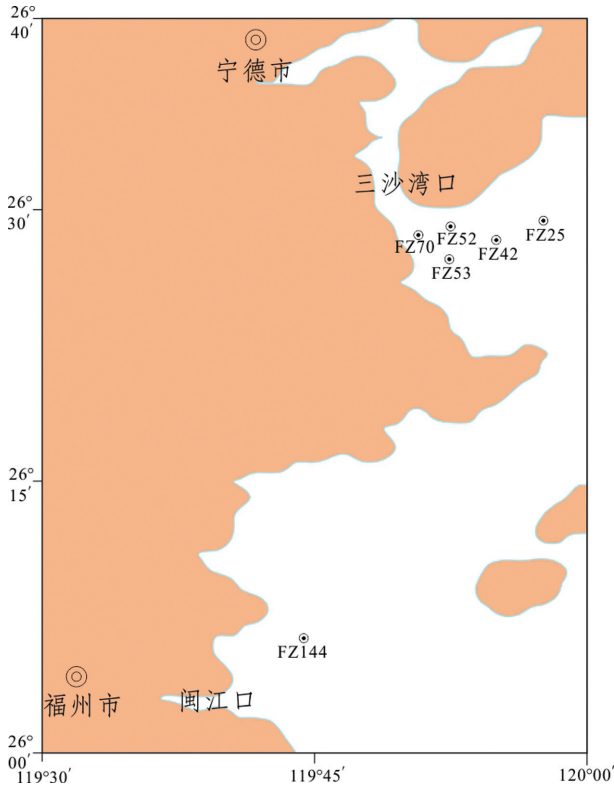 26°
40′
宁德市
三沙湾口
26°
30′
FZ70
FZ52
FZ42
FZ25
FZ53
26°
15′
FZ144
福州市
闽江口
26°
00′
119°30′
119°45′
120°00′